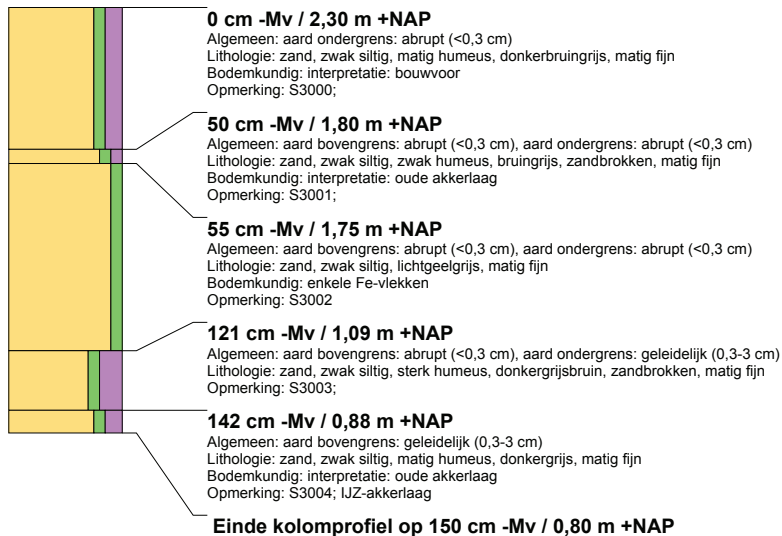 0 cm -Mv / 2,30 m +NAP
Algemeen: aard ondergrens: abrupt (<0,3 cm)
Lithologie: zand, zwak siltig, matig humeus, donkerbruingrijs, matig fijn
Bodemkundig: interpretatie: bouwvoor
Opmerking: S3000;
50 cm -Mv / 1,80 m +NAP
Algemeen: aard bovengrens: abrupt (<0,3 cm), aard ondergrens: abrupt (<0,3 cm)
Lithologie: zand, zwak siltig, zwak humeus, bruingrijs, zandbrokken, matig fijn
Bodemkundig: interpretatie: oude akkerlaag
Opmerking: S3001;
55 cm -Mv / 1,75 m +NAP
Algemeen: aard bovengrens: abrupt (<0,3 cm), aard ondergrens: abrupt (<0,3 cm)
Lithologie: zand, zwak siltig, lichtgeelgrijs, matig fijn
Bodemkundig: enkele Fe-vlekken
Opmerking: S3002
121 cm -Mv / 1,09 m +NAP
Algemeen: aard bovengrens: abrupt (<0,3 cm), aard ondergrens: geleidelijk (0,3-3 cm)
Lithologie: zand, zwak siltig, sterk humeus, donkergrijsbruin, zandbrokken, matig fijn
Opmerking: S3003;
142 cm -Mv / 0,88 m +NAP
Algemeen: aard bovengrens: geleidelijk (0,3-3 cm)
Lithologie: zand, zwak siltig, matig humeus, donkergrijs, matig fijn
Bodemkundig: interpretatie: oude akkerlaag
Opmerking: S3004; IJZ-akkerlaag
Einde kolomprofiel op 150 cm -Mv / 0,80 m +NAP